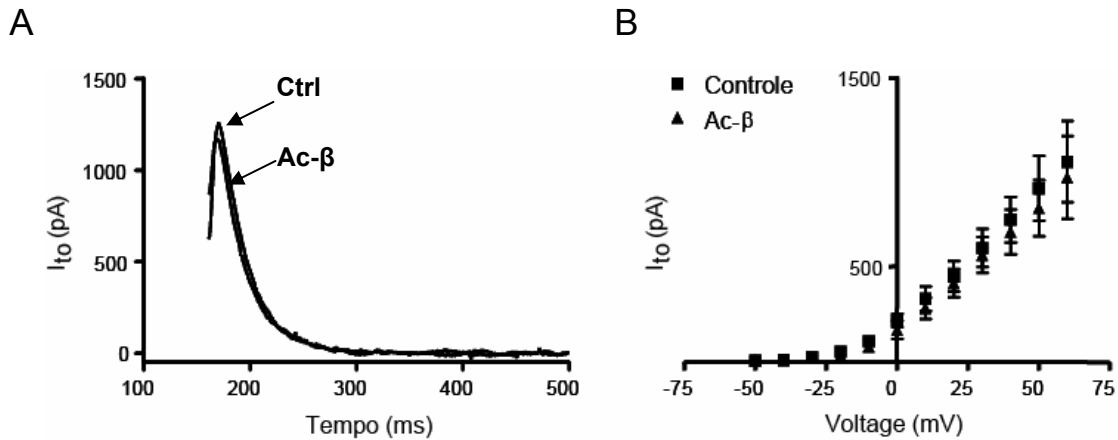 A
1500
1000
500
0
100
200
300
400
500
I_to (pA)
Tempo (ms)
Ctrl
Ac-β
B
Controle
Ac-β
1500
500
-75
-50
-25
0
25
50
75
I_to (pA)
Voltage (mV)